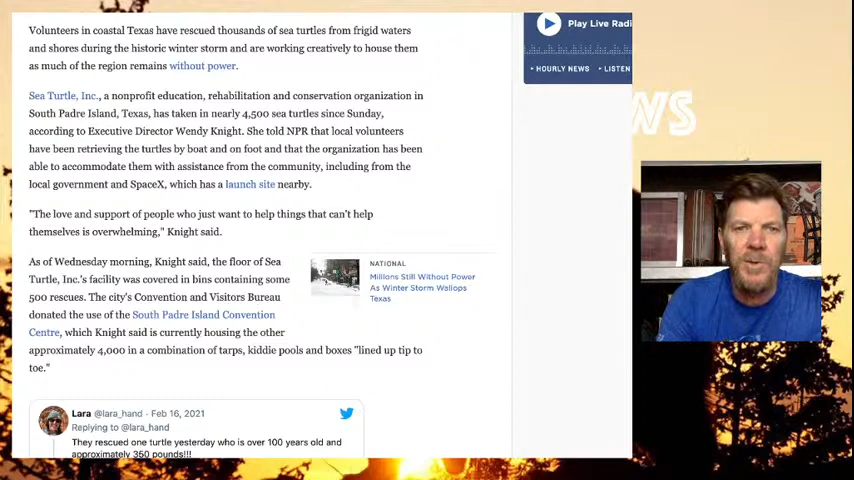 Volunteers in coastal Texas have rescued thousands of sea turtles from frigid waters
and shores during the historic winter storm and are working creatively to house them
as much of the region remains without power.
Sea Turtle, Inc., a nonprofit education, rehabilitation and conservation organization in
South Padre Island, Texas, has taken in nearly 4,500 sea turtles since Sunday,
according to Executive Director Wendy Knight. She told NPR that local volunteers
have been retrieving the turtles by boat and on foot and that the organization has been
able to accommodate them with assistance from the community, including from the
local government and SpaceX, which has a launch site nearby.
"The love and support of people who just want to help things that can't help
themselves is overwhelming," Knight said.
As of Wednesday morning, Knight said, the floor of Sea
Turtle, Inc.'s facility was covered in bins containing some
500 rescues. The city's Convention and Visitors Bureau
donated the use of the South Padre Island Convention
Centre, which Knight said is currently housing the other
approximately 4,000 in a combination of tarps, kiddie pools and boxes "lined up tip to
toe."
NATIONAL
Millions Still Without Power
As Winter Storm Wallops
Texas
Lara @lara_hand · Feb 16, 2021
Replying to @lara_hand
They rescued one turtle yesterday who is over 100 years old and
approximately 350 pounds!!!
Play Live Radi
• HOURLY NEWS • LISTEN
WS